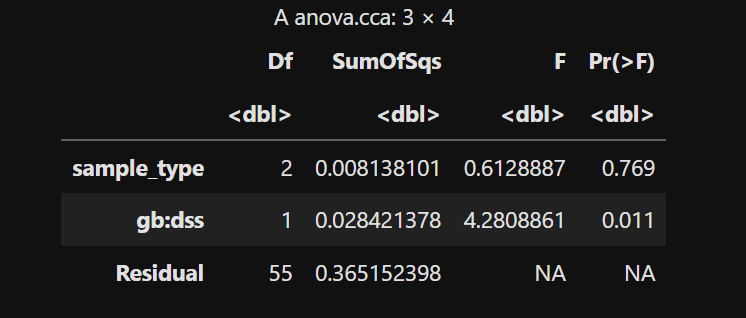 A anova.cca: 3 × 4
Df SumOfSqs F Pr(>F)
<dbl> <dbl> <dbl> <dbl>
sample_type 2 0.008138101 0.6128887 0.769
gb:dss 1 0.028421378 4.2808861 0.011
Residual 55 0.365152398 NA NA